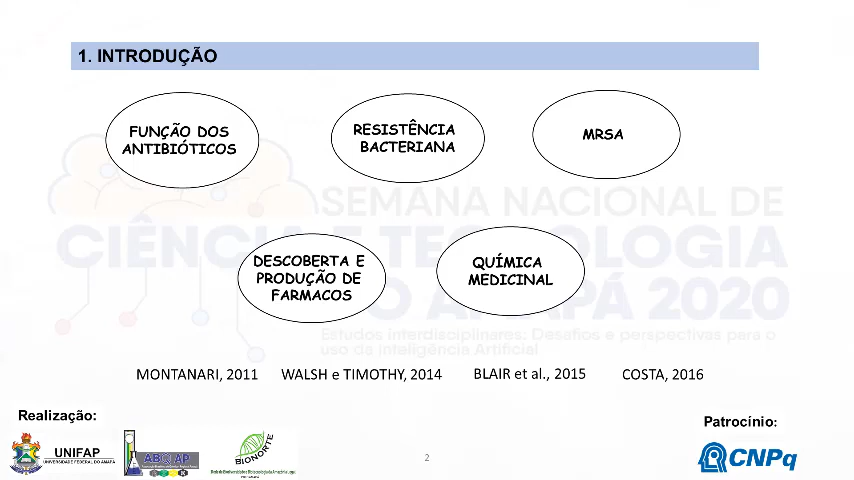 1. INTRODUÇÃO
FUNÇÃO DOS
ANTIBIÓTICOS
RESISTÊNCIA
BACTERIANA
MRSA
SEMANA NACIONAL DE
CIÊNCIA E TECNOLOGIA
DO AMAPÁ 2020
DESCOBERTA E
PRODUÇÃO DE
FARMACOS
QUÍMICA
MEDICINAL
Estudos interdisciplinares: Desafios e perspectivas para o
uso da inteligência Artificial
MONTANARI, 2011 WALSH e TIMOTHY, 2014 BLAIR et al., 2015 COSTA, 2016
Realização:
Patrocínio:
UNIFAP
UNIVERSIDADE FEDERAL DO AMAPÁ
BIONORTE
2
CNPq